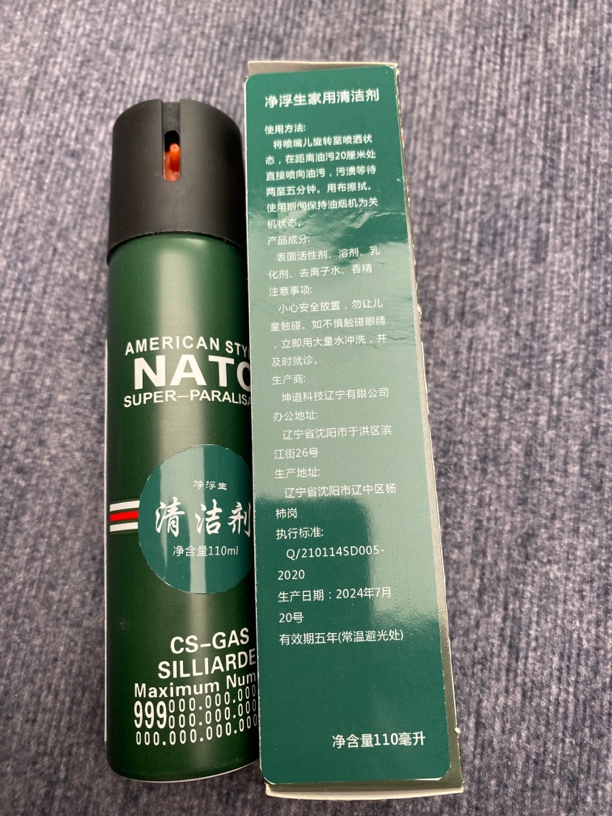 AMERICAN STY
NATO
SUPER—PARALISA
净浮生
清洁剂
净含量110ml
CS-GAS
SILLIARDE
Maximum Num
999000.000.000
000.000.000
000.000.000.000
净浮生家用清洁剂
使用方法:
将喷嘴儿旋转至喷洒状
态，在距离油污20厘米处
直接喷向油污，污渍等待
两至五分钟。用布擦拭。
使用期间保持油烟机为关
机状态。
产品成分:
表面活性剂、溶剂、乳
化剂、去离子水、香精
注意事项:
小心安全放置，勿让儿
童触碰。如不慎触碰眼睛
，立即用大量水冲洗，并
及时就诊。
生产商:
坤道科技辽宁有限公司
办公地址:
辽宁省沈阳市于洪区滨
江街26号
生产地址:
辽宁省沈阳市辽中区杨
柿岗
执行标准:
Q/210114SD005-
2020
生产日期：2024年7月
20号
有效期五年(常温避光处)
净含量110毫升